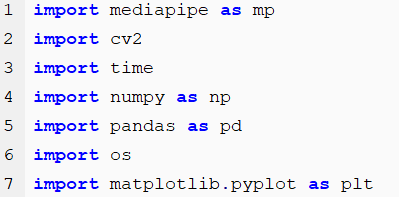 1 import mediapipe as mp
2 import cv2
3 import time
4 import numpy as np
5 import pandas as pd
6 import os
7 import matplotlib.pyplot as plt